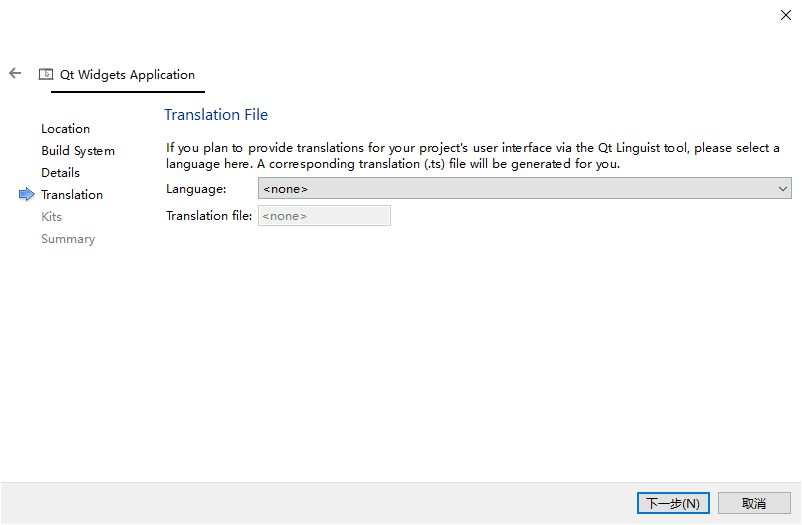 Qt Widgets Application
Location
Build System
Details
Translation
Kits
Summary
Translation File
If you plan to provide translations for your project's user interface via the Qt Linguist tool, please select a
language here. A corresponding translation (.ts) file will be generated for you.
Language: <none>
Translation file: <none>
下一步(N) 取消